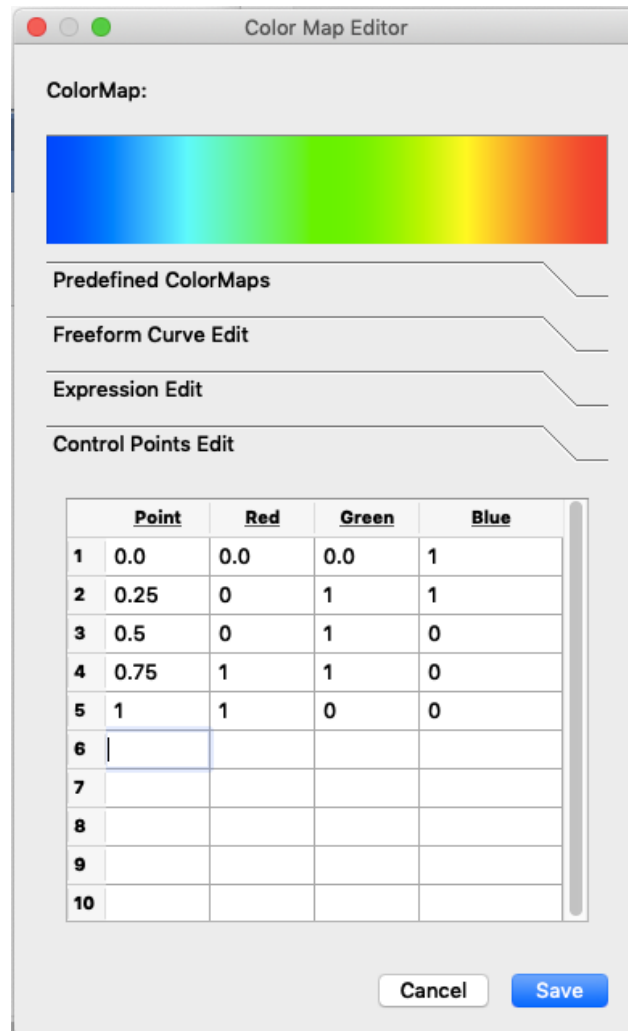 Color Map Editor
ColorMap:
Predefined ColorMaps
Freeform Curve Edit
Expression Edit
Control Points Edit
Point Red Green Blue
1 0.0 0.0 0.0 1
2 0.25 0 1 1
3 0.5 0 1 0
4 0.75 1 1 0
5 1 1 0 0
6
7
8
9
10
Cancel Save